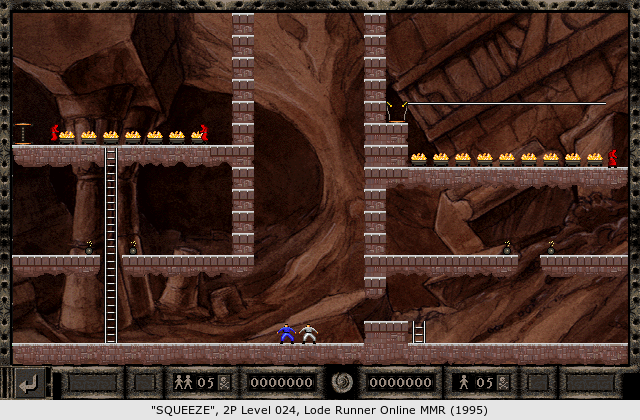 05 0000000 0000000 05
"SQUEEZE", 2P Level 024, Lode Runner Online MMR (1995)